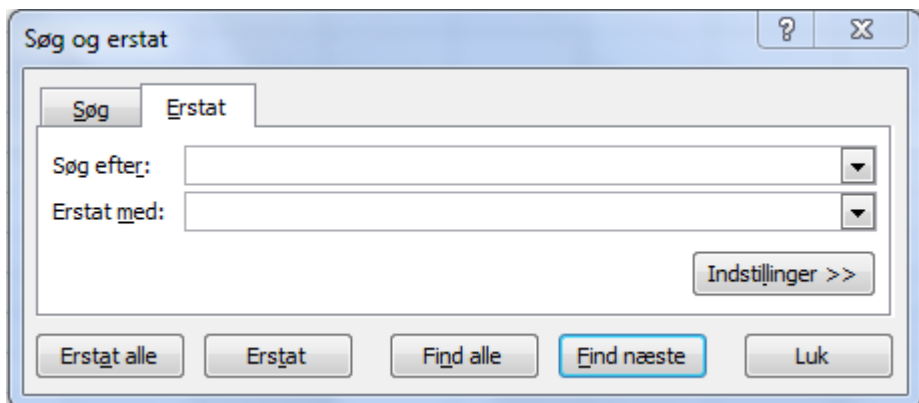 Søg og erstat
Søg Erstat
Søg efter:
Erstat med:
Indstillinger >>
Erstat alle Erstat Find alle Find næste Luk